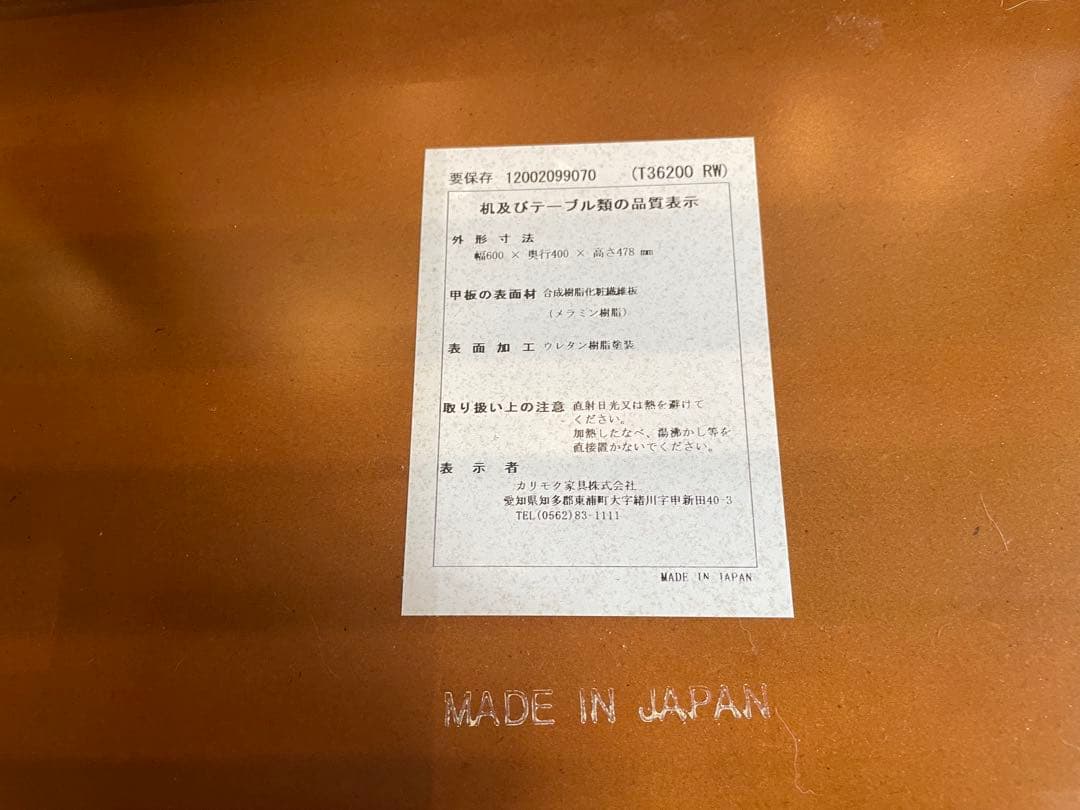 要保存 12002099070 (T36200 RW)
机及びテーブル類の品質表示
外形寸法
幅600 × 奥行400 × 高さ478 mm
甲板の表面材 合成樹脂化粧繊維板
(メラミン樹脂)
表面加工 ウレタン樹脂塗装
取り扱い上の注意 直射日光又は熱を避けて
ください。
加熱したなべ、湯沸かし等を
直接置かないでください。
表示者
カリモク家具株式会社
愛知県知多郡東浦町大字緒川字申新田40-3
TEL(0562)83-1111
MADE IN JAPAN
MADE IN JAPAN